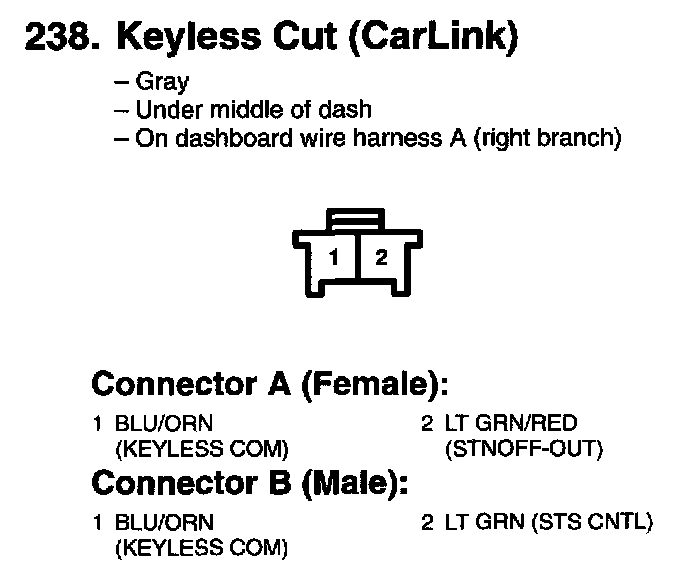 238. Keyless Cut (CarLink)
– Gray
– Under middle of dash
– On dashboard wire harness A (right branch)
1 2
Connector A (Female):
1 BLU/ORN 2 LT GRN/RED
(KEYLESS COM) (STNOFF-OUT)
Connector B (Male):
1 BLU/ORN 2 LT GRN (STS CNTL)
(KEYLESS COM)